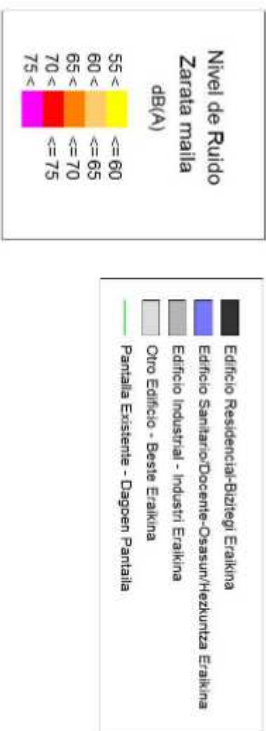 Nivel de Ruido
Zarata maila
dB(A)
55 < <= 60
60 < <= 65
65 < <= 70
70 < <= 75
75 <
Edificio Residencial-Bizitegi Eraikina
Edificio Sanitario/Docente-Osasun/Hezkuntza Eraikina
Edificio Industrial - Industri Eraikina
Otro Edificio - Beste Eraikina
Pantalla Existente - Dagoen Pantaila